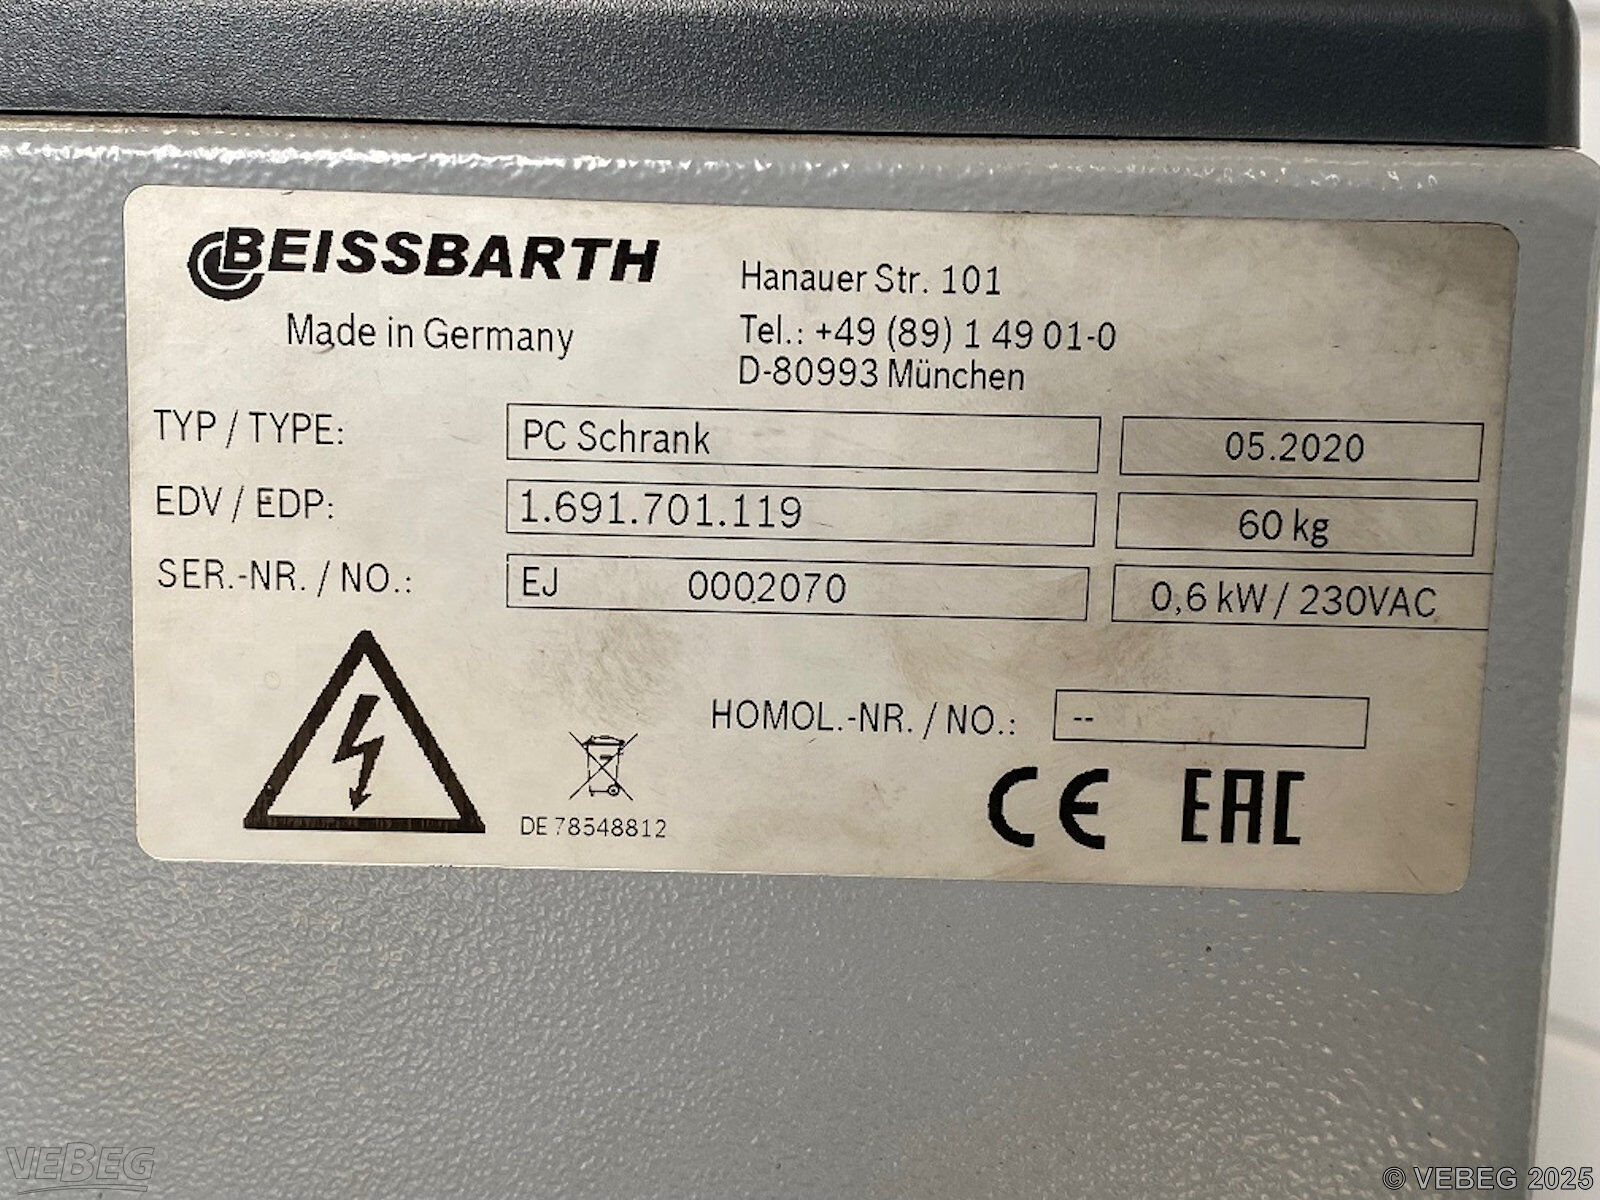 BEISSBARTH
Made in Germany
Hanauer Str. 101
Tel.: +49 (89) 1 49 01-0
D-80993 München
TYP / TYPE: PC Schrank 05.2020
EDV / EDP: 1.691.701.119 60 kg
SER.-NR. / NO.: EJ 0002070 0,6 kW / 230VAC
HOMOL.-NR. / NO.: --
DE 78548812
CE EAC
VEBEG
© VEBEG 2025